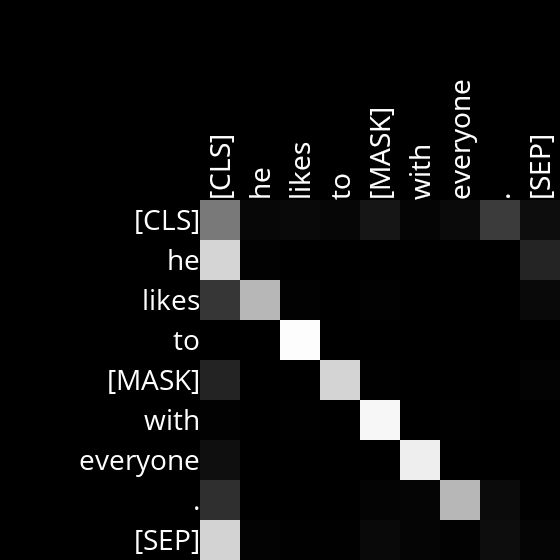 [CLS] he likes to [MASK] with everyone . [SEP]
[CLS]
he
likes
to
[MASK]
with
everyone
.
[SEP]